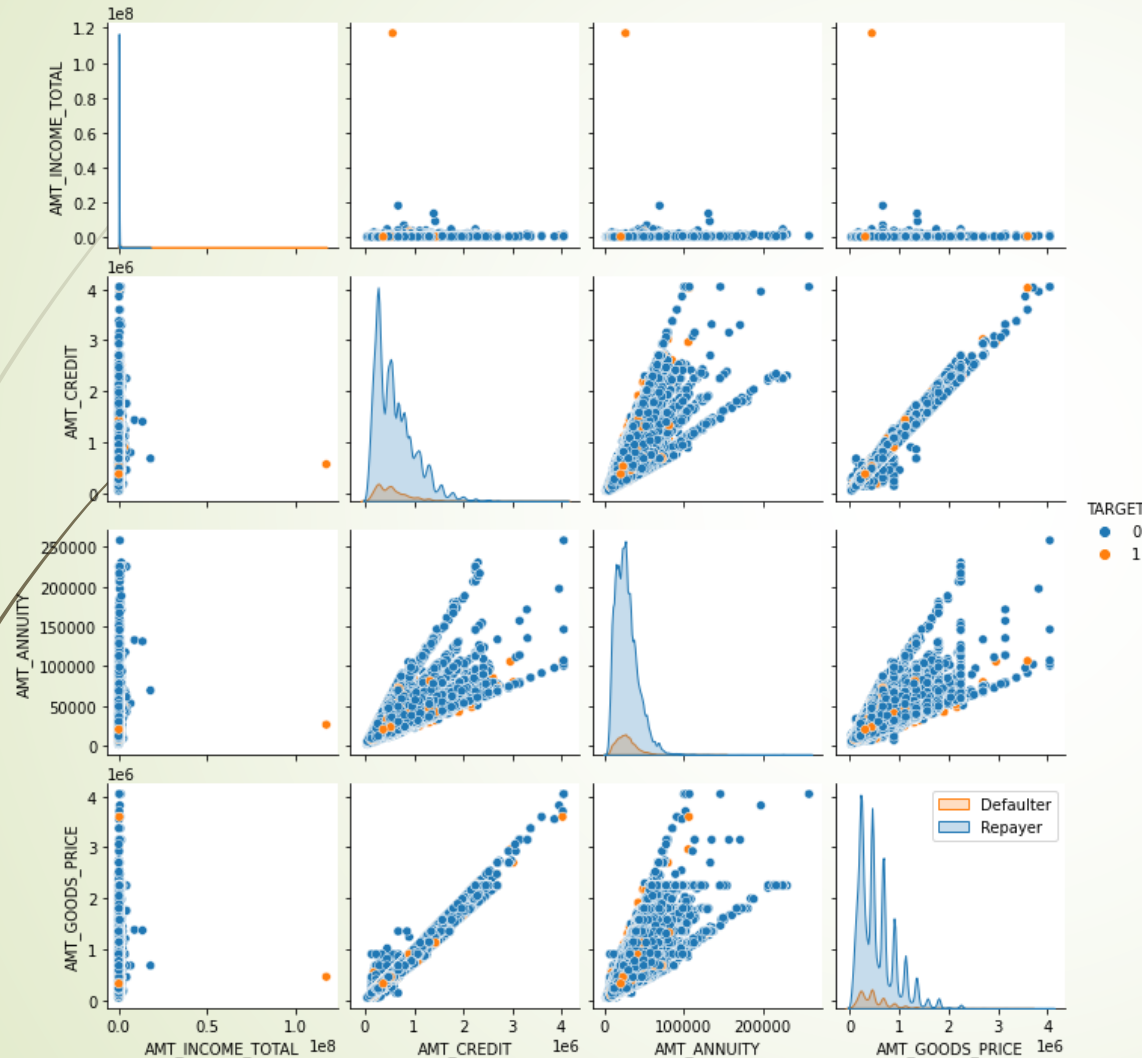 1e8
1.2
1.0
0.8
0.6
0.4
0.2
0.0
AMT_INCOME_TOTAL
1e6
4
3
2
1
0
AMT_CREDIT
TARGET
0
1
250000
200000
150000
100000
50000
0
AMT_ANNUITY
1e6
4
3
2
1
0
AMT_GOODS_PRICE
Defaulter
Repayer
0.0 0.5 1.0 0 1 2 3 4 0 100000 200000 0 1 2 3 4
AMT_INCOME_TOTAL 1e8 AMT_CREDIT 1e6 AMT_ANNUITY AMT_GOODS_PRICE 1e6